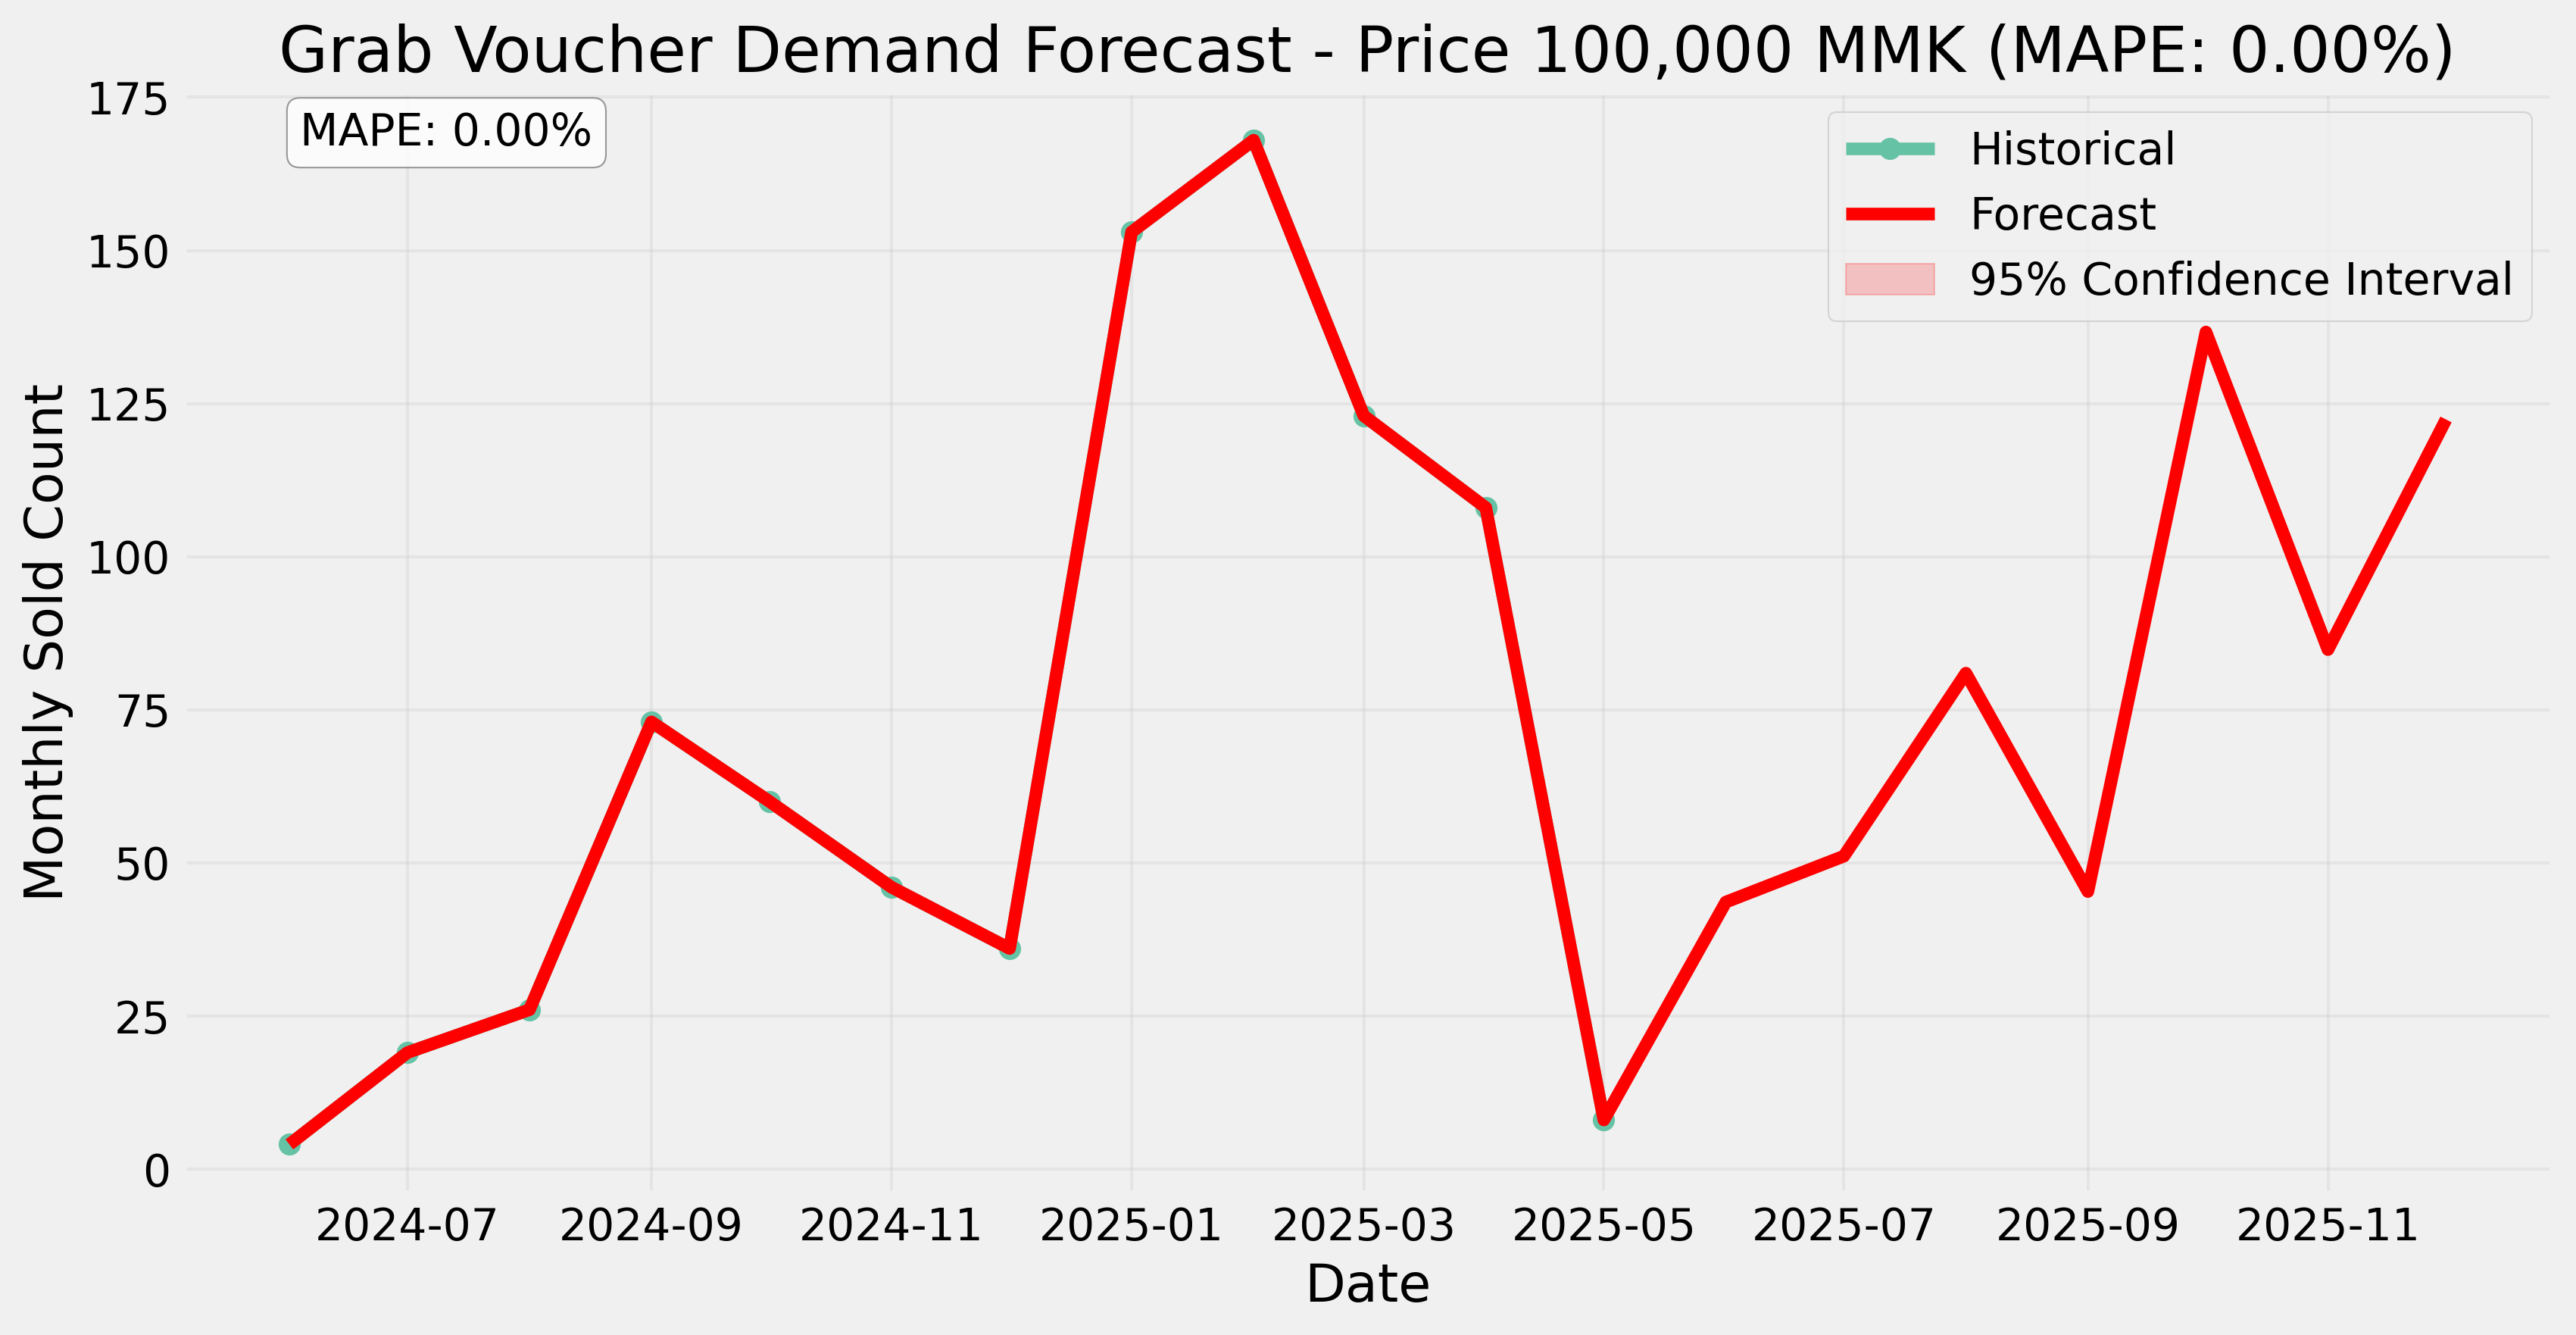 Grab Voucher Demand Forecast - Price 100,000 MMK (MAPE: 0.00%)
MAPE: 0.00%
Historical
Forecast
95% Confidence Interval
Monthly Sold Count
175
150
125
100
75
50
25
0
2024-07
2024-09
2024-11
2025-01
2025-03
2025-05
2025-07
2025-09
2025-11
Date